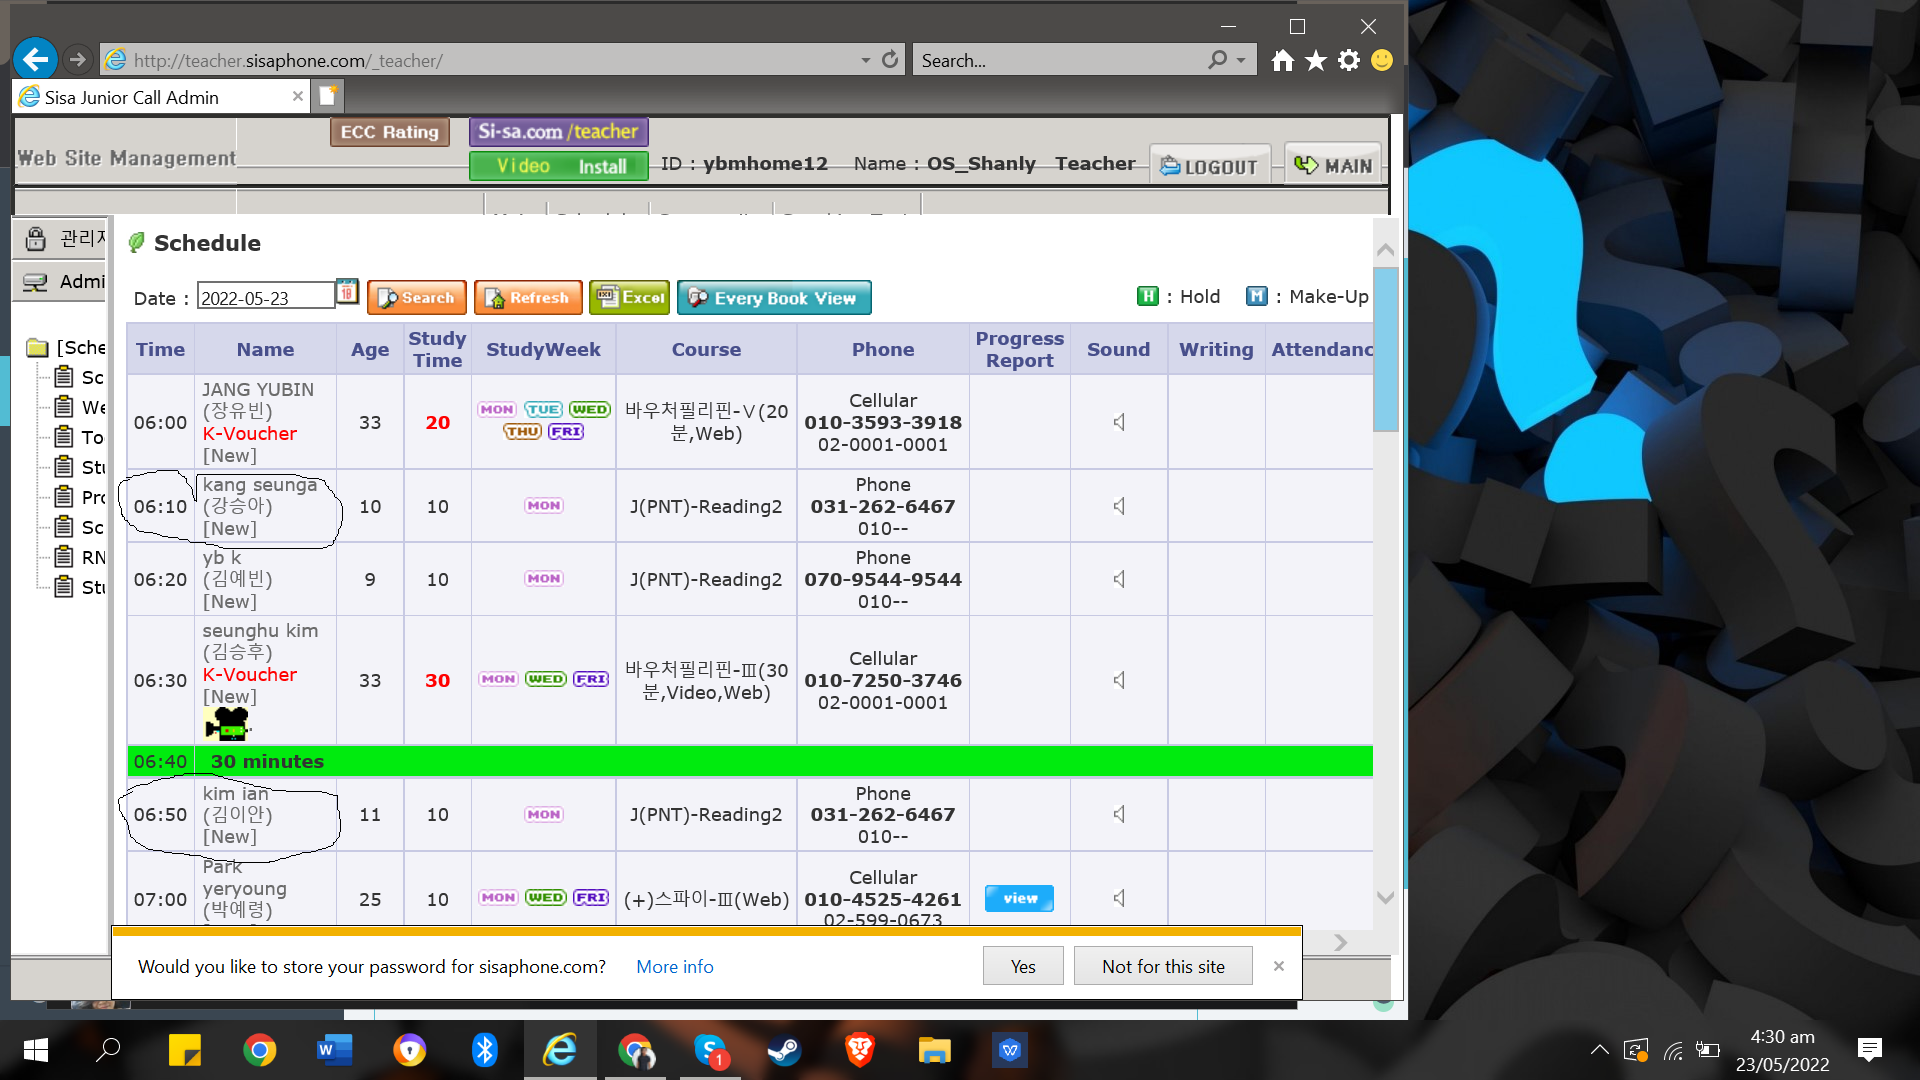 http://teacher.sisaphone.com/_teacher/
Search...
Sisa Junior Call Admin
Web Site Management
ECC Rating
Si-sa.com/teacher
Video Install
ID : ybmhome12 Name : OS_Shanly Teacher
LOGOUT
MAIN
Admi
[Sche
Sc
We
To
Stu
Pro
Sc
RN
Stu
Schedule
Date : 2022-05-23
Search
Refresh
Excel
Every Book View
H : Hold M : Make-Up
Time Name Age Study Time StudyWeek Course Phone Progress Report Sound Writing Attendanc
06:00
JANG YUBIN
(장유빈)
K-Voucher
[New]
33
20
MON TUE WED
THU FRI
바우처필리핀-Ⅴ(20
분,Web)
Cellular
010-3593-3918
02-0001-0001
06:10
kang seunga
(강승아)
[New]
10
10
MON
J(PNT)-Reading2
Phone
031-262-6467
010--
06:20
yb k
(김예빈)
[New]
9
10
MON
J(PNT)-Reading2
Phone
070-9544-9544
010--
06:30
seunghu kim
(김승후)
K-Voucher
[New]
33
30
MON WED FRI
바우처필리핀-Ⅲ(30
분,Video,Web)
Cellular
010-7250-3746
02-0001-0001
06:40 30 minutes
06:50
kim ian
(김이안)
[New]
11
10
MON
J(PNT)-Reading2
Phone
031-262-6467
010--
07:00
Park
yeryoung
(박예령)
25
10
MON WED FRI
(+)스파이-Ⅲ(Web)
Cellular
010-4525-4261
02-599-0673
view
Would you like to store your password for sisaphone.com? More info
Yes
Not for this site
4:30 am
23/05/2022